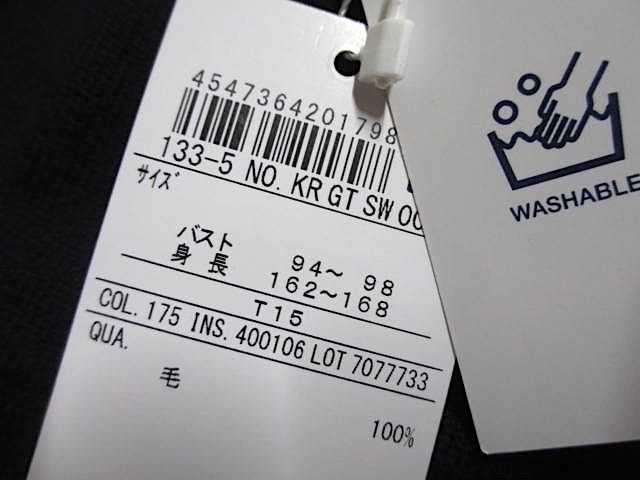 4547364201798
133-5 NO. KR GT SW
サイズ
バスト 94～ 98
身長 162～168
T15
COL. 175 INS. 400106 LOT 7077733
QUA.
毛 100%
WASHABLE